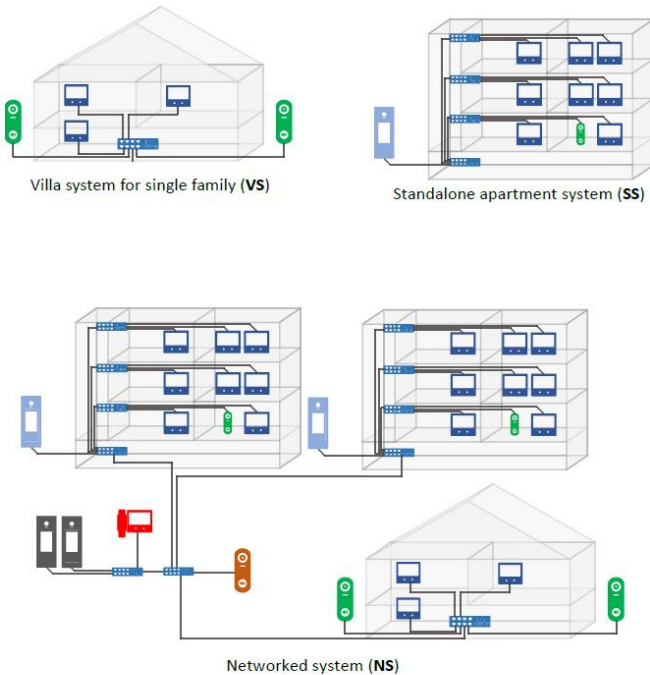 Villa system for single family (VS)
Standalone apartment system (SS)
Networked system (NS)